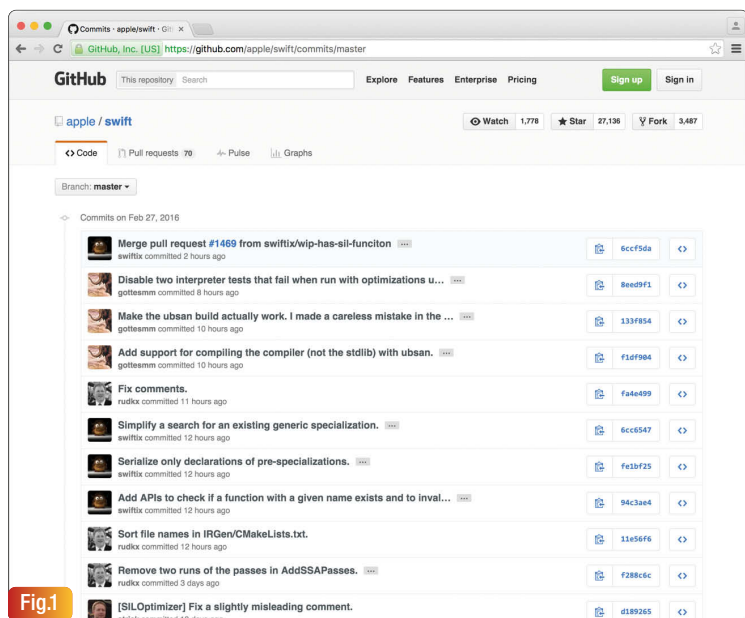 Commits · apple/swift · Git
GitHub, Inc. [US] https://github.com/apple/swift/commits/master
GitHub This repository Search Explore Features Enterprise Pricing Sign up Sign in
apple / swift Watch 1,778 Star 27,136 Fork 3,487
Code Pull requests 70 Pulse Graphs
Branch: master
Commits on Feb 27, 2016
Merge pull request #1469 from swiftix/wip-has-sil-funciton ...
swiftix committed 2 hours ago
6ccf5da
Disable two interpreter tests that fail when run with optimizations u... ...
gottesmm committed 8 hours ago
8eed9f1
Make the ubsan build actually work. I made a careless mistake in the ... ...
gottesmm committed 10 hours ago
133f854
Add support for compiling the compiler (not the stdlib) with ubsan. ...
gottesmm committed 10 hours ago
f1df904
Fix comments.
rudkx committed 11 hours ago
fa4e499
Simplify a search for an existing generic specialization. ...
swiftix committed 12 hours ago
6cc6547
Serialize only declarations of pre-specializations. ...
swiftix committed 12 hours ago
fe1bf25
Add APIs to check if a function with a given name exists and to inval... ...
swiftix committed 12 hours ago
94c3ae4
Sort file names in IRGen/CMakeLists.txt.
rudkx committed 12 hours ago
11e56f6
Remove two runs of the passes in AddSSAPasses. ...
rudkx committed 3 days ago
f288c6c
[SILOptimizer] Fix a slightly misleading comment.
d189265
Fig.1